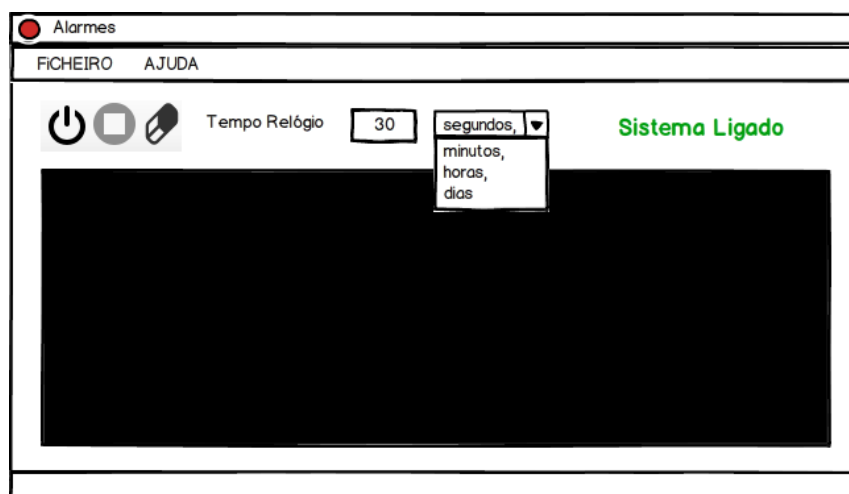 Alarmes
FiCHEIRO AJUDA
Tempo Relógio 30 segundos, Sistema Ligado
minutos,
horas,
dias